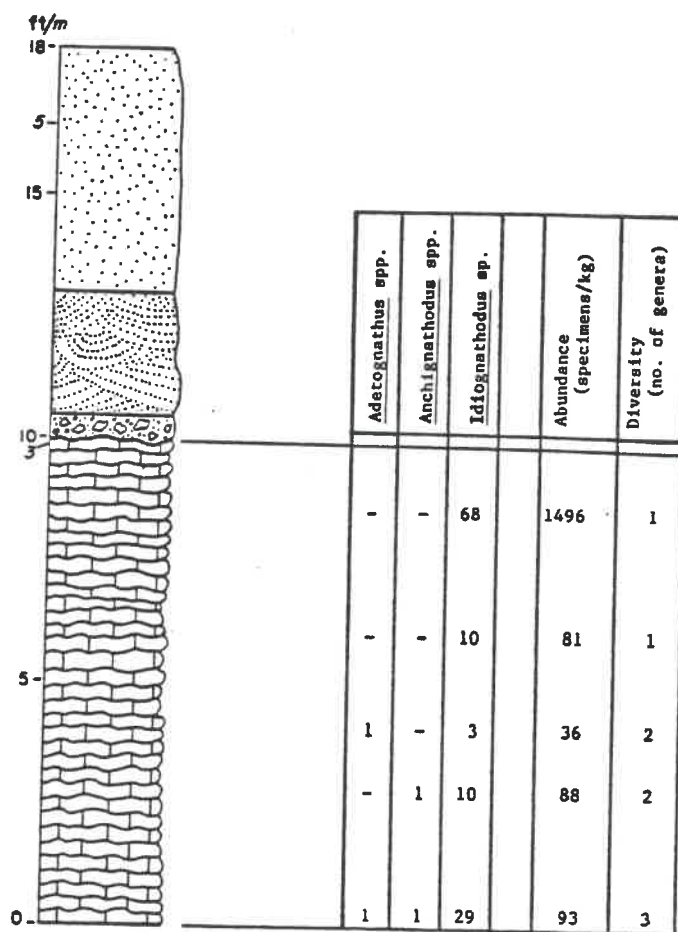 ft/m
18
5
15
10
3
5
0
Adetognathus spp.
Anchignathodus spp.
Idiognathodus sp.
Abundance
(specimens/kg)
Diversity
(no. of genera)
- - 68 1496 1
- - 10 81 1
1 - 3 36 2
- 1 10 88 2
1 1 29 93 3